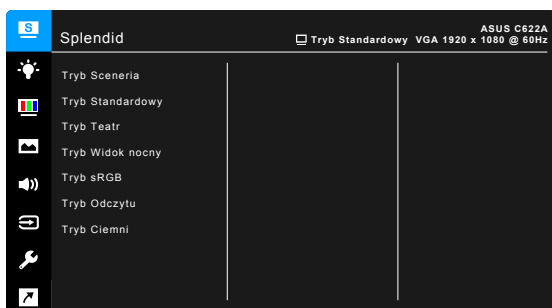 S
ASUS C622A
Splendid
Tryb Standardowy VGA 1920 x 1080 @ 60Hz
Tryb Sceneria
Tryb Standardowy
Tryb Teatr
Tryb Widok nocny
Tryb sRGB
Tryb Odczytu
Tryb Ciemni